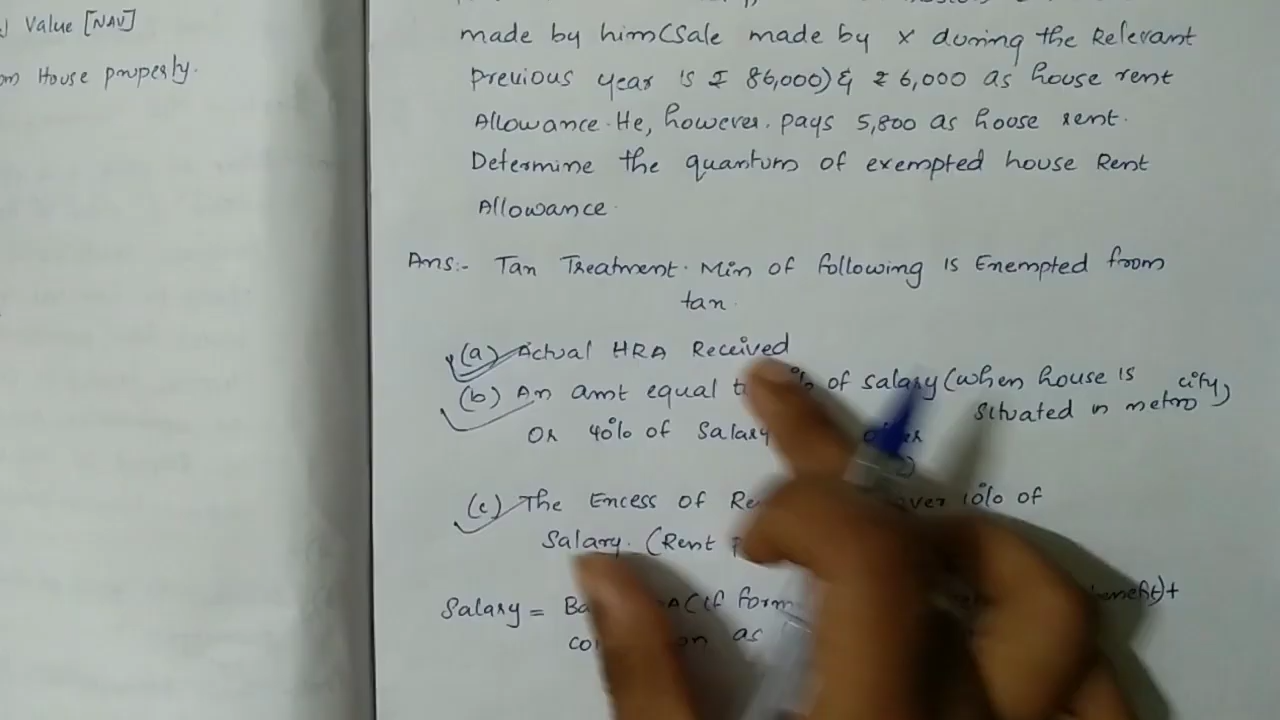 Value [NAV]
House property.
made by him(Sale made by X during the Relevant
Previous year is ₹ 86,000) & ₹ 6,000 as house rent
Allowance. He, however. pays 5,800 as house rent.
Determine the quantum of exempted house Rent
Allowance.
Ans:- Tax Treatment. Min of following is Exempted from
tax.
(a) Actual HRA Received
(b) An amt equal % of salary (when house is
situated in metro city)
OR 40% of Salary
(c) The Excess of over 10% of
Salary. (Rent
Salary = (if form benefit) +
as